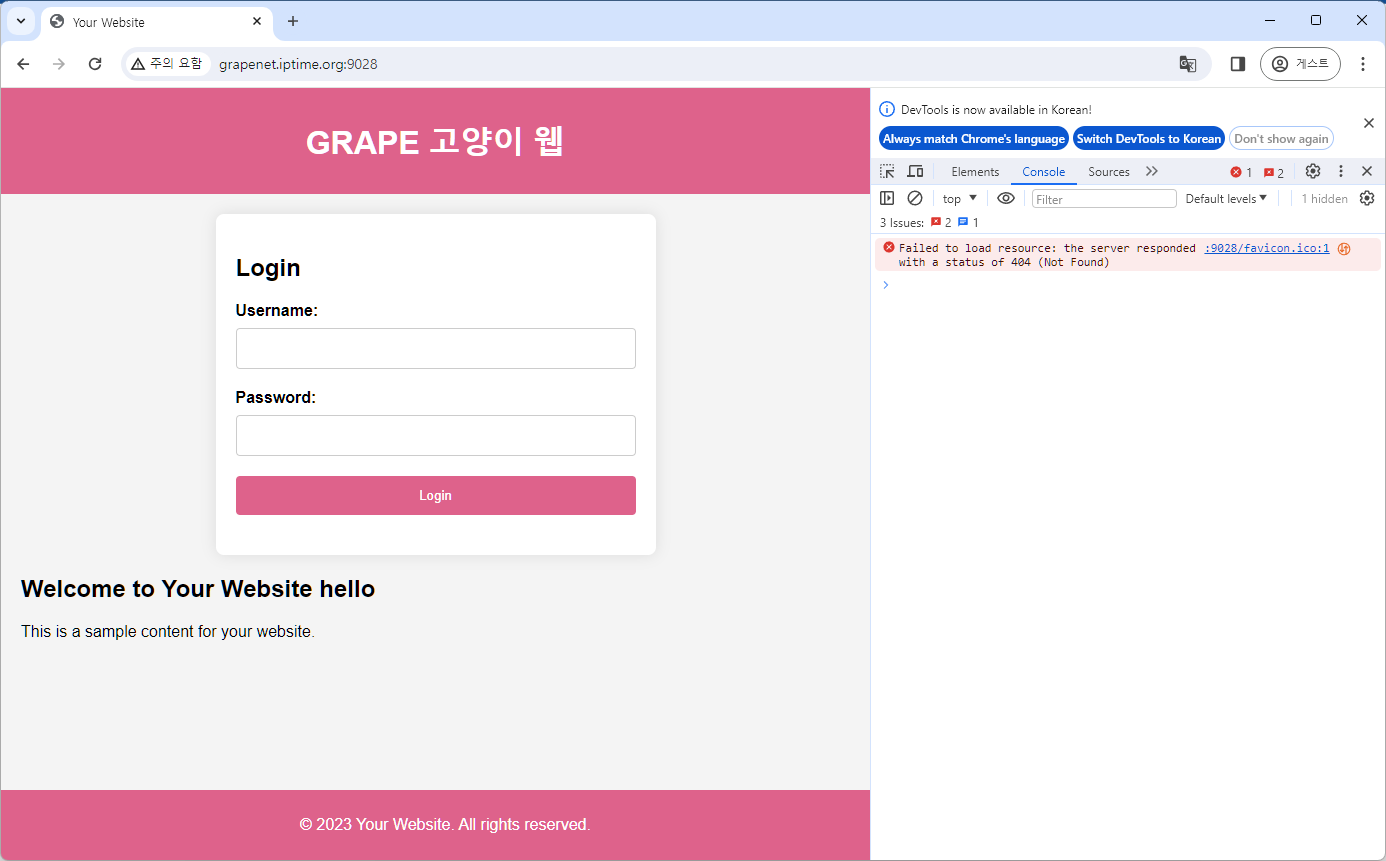 Your Website
주의 요함 grapenet.iptime.org:9028 게스트
GRAPE 고양이 웹
Login
Username:
Password:
Login
Welcome to Your Website hello
This is a sample content for your website.
© 2023 Your Website. All rights reserved.
DevTools is now available in Korean!
Always match Chrome's language Switch DevTools to Korean Don't show again
Elements Console Sources 1 2
top Filter Default levels 1 hidden
3 Issues: 2 1
Failed to load resource: the server responded :9028/favicon.ico:1
with a status of 404 (Not Found)